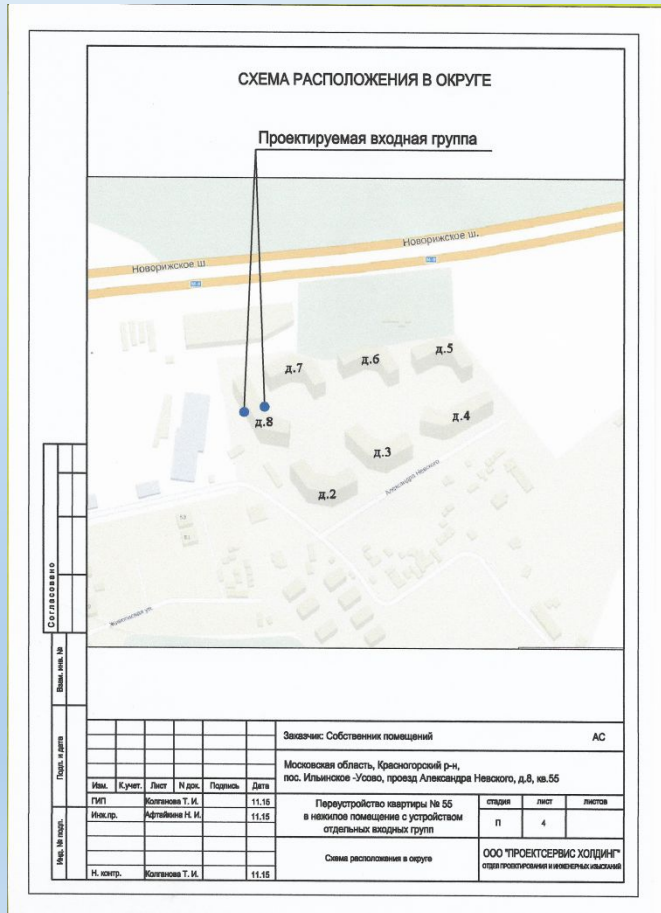 СХЕМА РАСПОЛОЖЕНИЯ В ОКРУГЕ
Проектируемая входная группа
Новорижское ш.
Новорижское ш.
д.7
д.6
д.5
д.8
д.4
д.3
д.2
Александра Невского
Живописная ул.
Согласовано
Взам. инв. №
Подп. и дата
Инв. № подл.
Заказчик: Собственник помещений
АС
Московская область, Красногорский р-н,
пос. Ильинское -Усово, проезд Александра Невского, д.8, кв.55
Изм. К.учет. Лист N док. Подпись Дата
ГИП Колганова Т. И. 11.15
Инж.пр. Афтайкина Н. И. 11.15
Н. контр. Колганова Т. И. 11.15
Переустройство квартиры № 55
в нежилое помещение с устройством
отдельных входных групп
стадия лист листов
П 4
Схема расположения в округе
ООО "ПРОЕКТСЕРВИС ХОЛДИНГ"
ОТДЕЛ ПРОЕКТИРОВАНИЯ И ИНЖЕНЕРНЫХ ИЗЫСКАНИЙ